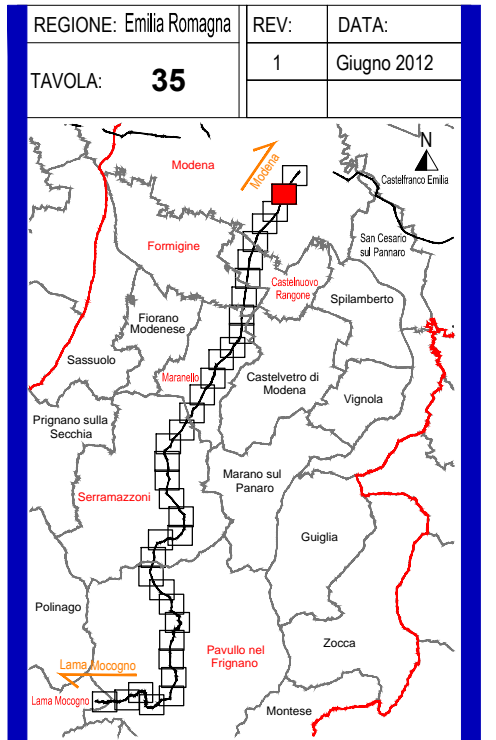 REGIONE: Emilia Romagna
REV:
DATA:
TAVOLA: 35
1
Giugno 2012
N
Modena
Modena
Castelfranco Emilia
San Cesario
sul Pannaro
Formigine
Castelnuovo
Rangone
Spilamberto
Fiorano
Modenese
Sassuolo
Maranello
Castelvetro di
Modena
Vignola
Prignano sulla
Secchia
Marano sul
Panaro
Serramazzoni
Guiglia
Polinago
Zocca
Pavullo nel
Frignano
Lama Mocogno
Lama Mocogno
Montese